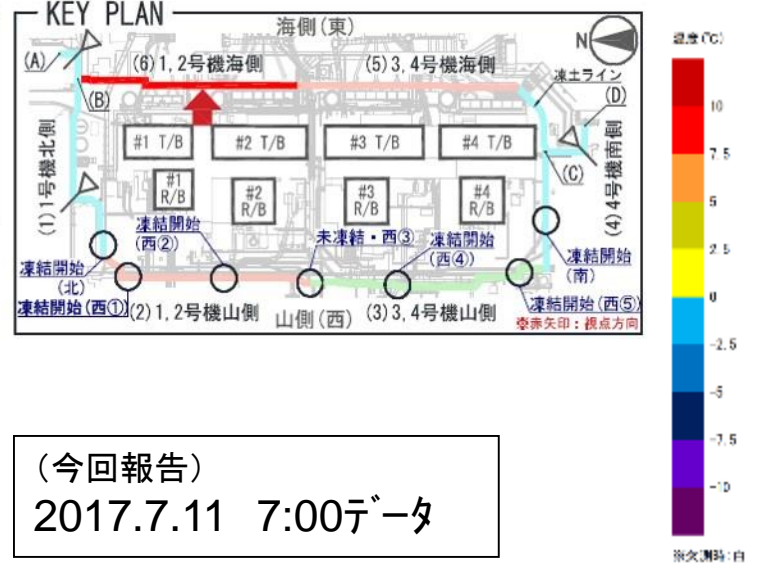 KEY PLAN
海側(東)
N
(A)
(6)1,2号機海側
(5)3,4号機海側
凍土ライン
(B)
(D)
#1 T/B
#2 T/B
#3 T/B
#4 T/B
(C)
(1)1号機北側
(4)4号機南側
#1
R/B
#2
R/B
#3
R/B
#4
R/B
凍結開始
(西②)
未凍結・西③
凍結開始
(西④)
凍結開始
(北)
凍結開始
(南)
凍結開始(西①)
(2)1,2号機山側
山側(西)
(3)3,4号機山側
凍結開始(西⑤)
※赤矢印:視点方向
温度(℃)
10
7.5
5
2.5
0
-2.5
-5
-7.5
-10
※欠測時:白
（今回報告）
2017.7.11 7:00ﾃﾞｰﾀ